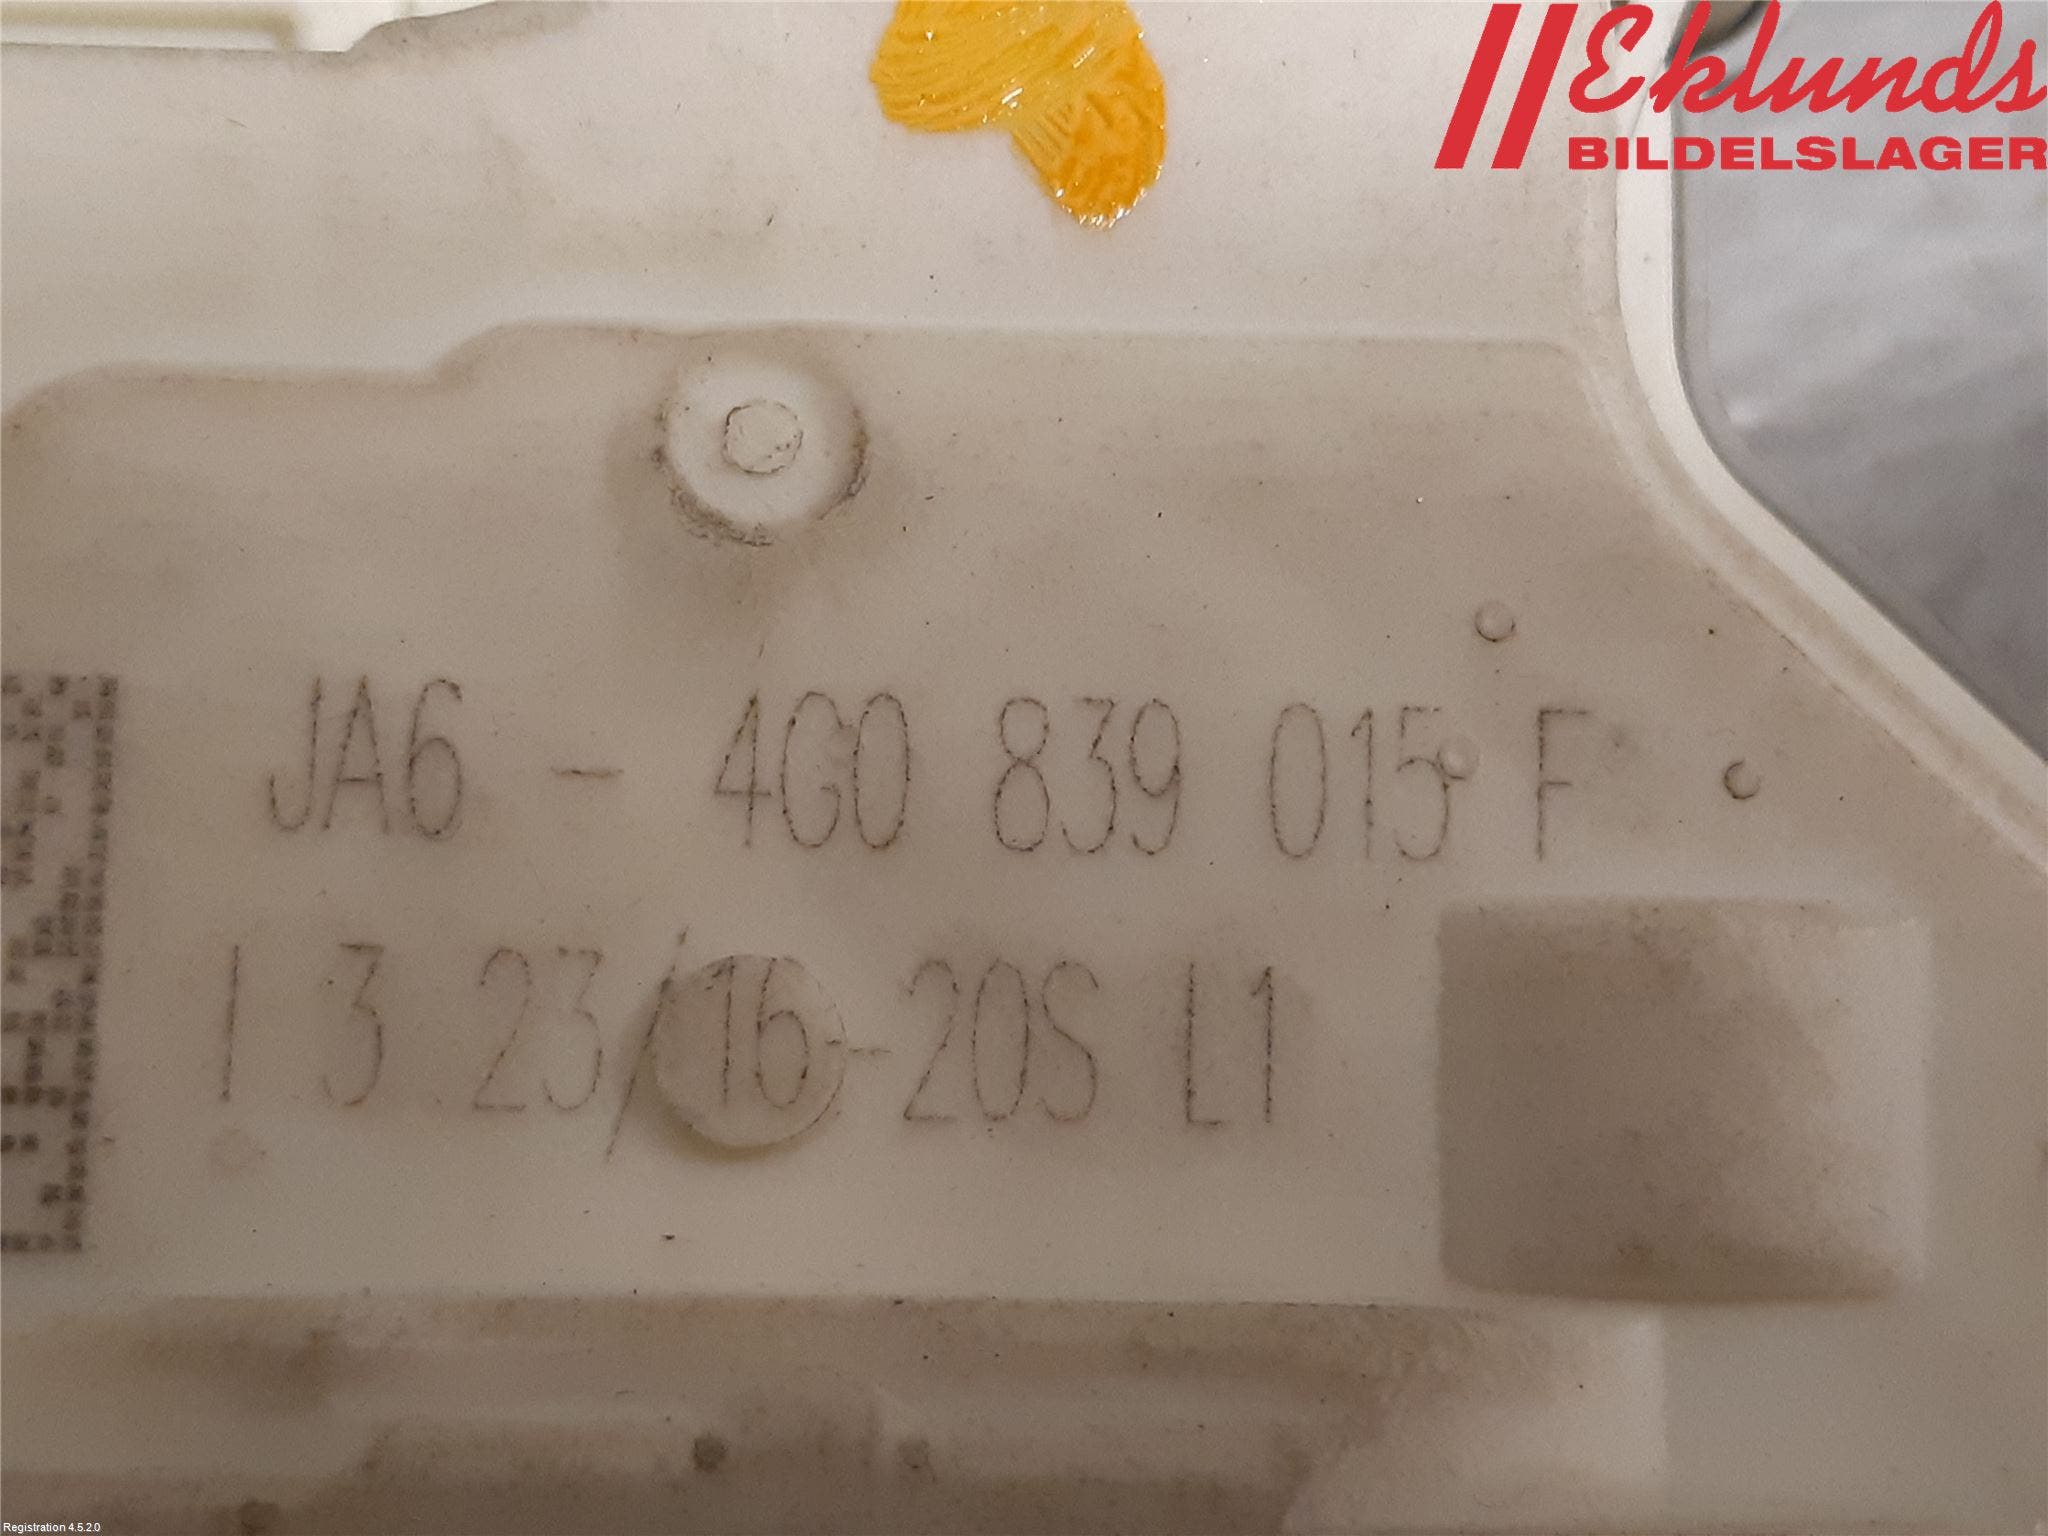 Eklunds
BILDELSLAGER
JA6 - 4G0 839 015 F
I 3 23/16-20S L1
Registration 4.5.2.0